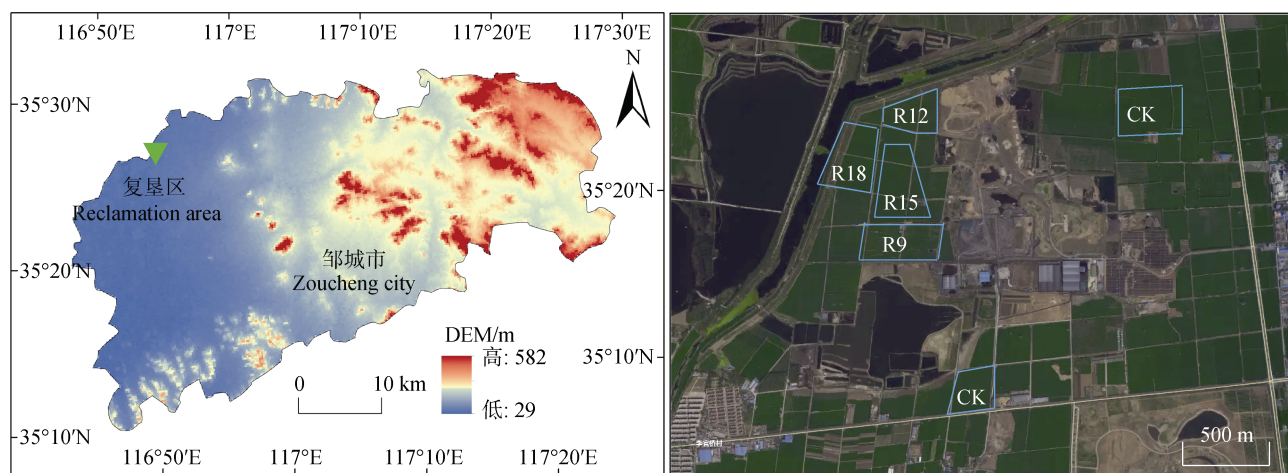 116°50′E 117°E 117°10′E 117°20′E 117°30′E
N
35°30′N
复垦区
Reclamation area
35°20′N
35°20′N
邹城市
Zoucheng city
DEM/m
高: 582
低: 29
0 10 km
35°10′N
35°10′N
116°50′E 117°E 117°10′E 117°20′E
R12
CK
R18
R15
R9
CK
500 m